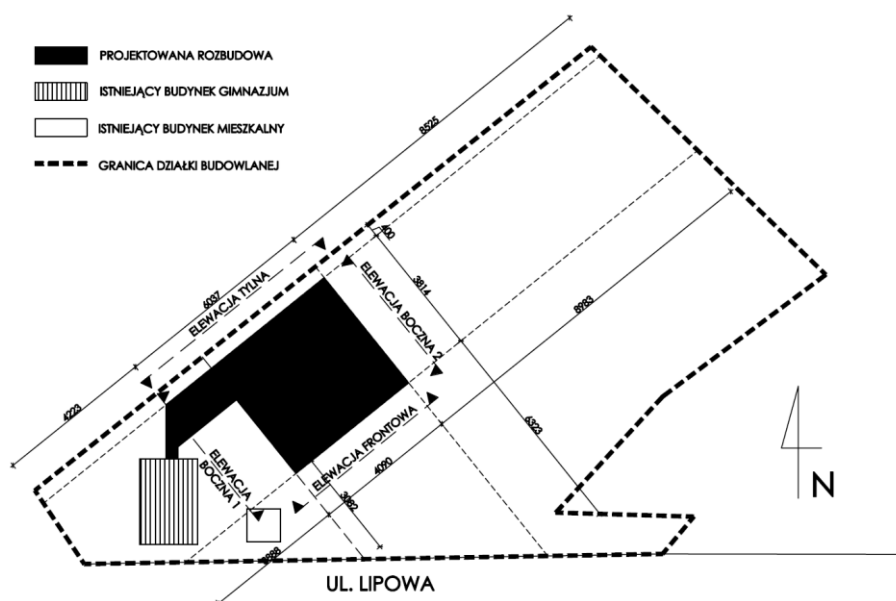 PROJEKTOWANA ROZBUDOWA
ISTNIEJĄCY BUDYNEK GIMNAZJUM
ISTNIEJĄCY BUDYNEK MIESZKALNY
GRANICA DZIAŁKI BUDOWLANEJ
8525
400
6037
ELEWACJA TYLNA
3814
ELEWACJA BOCZNA 2
8983
4223
ELEWACJA FRONTOWA
4090
6323
ELEWACJA
BOCZNA 1
3082
N
UL. LIPOWA